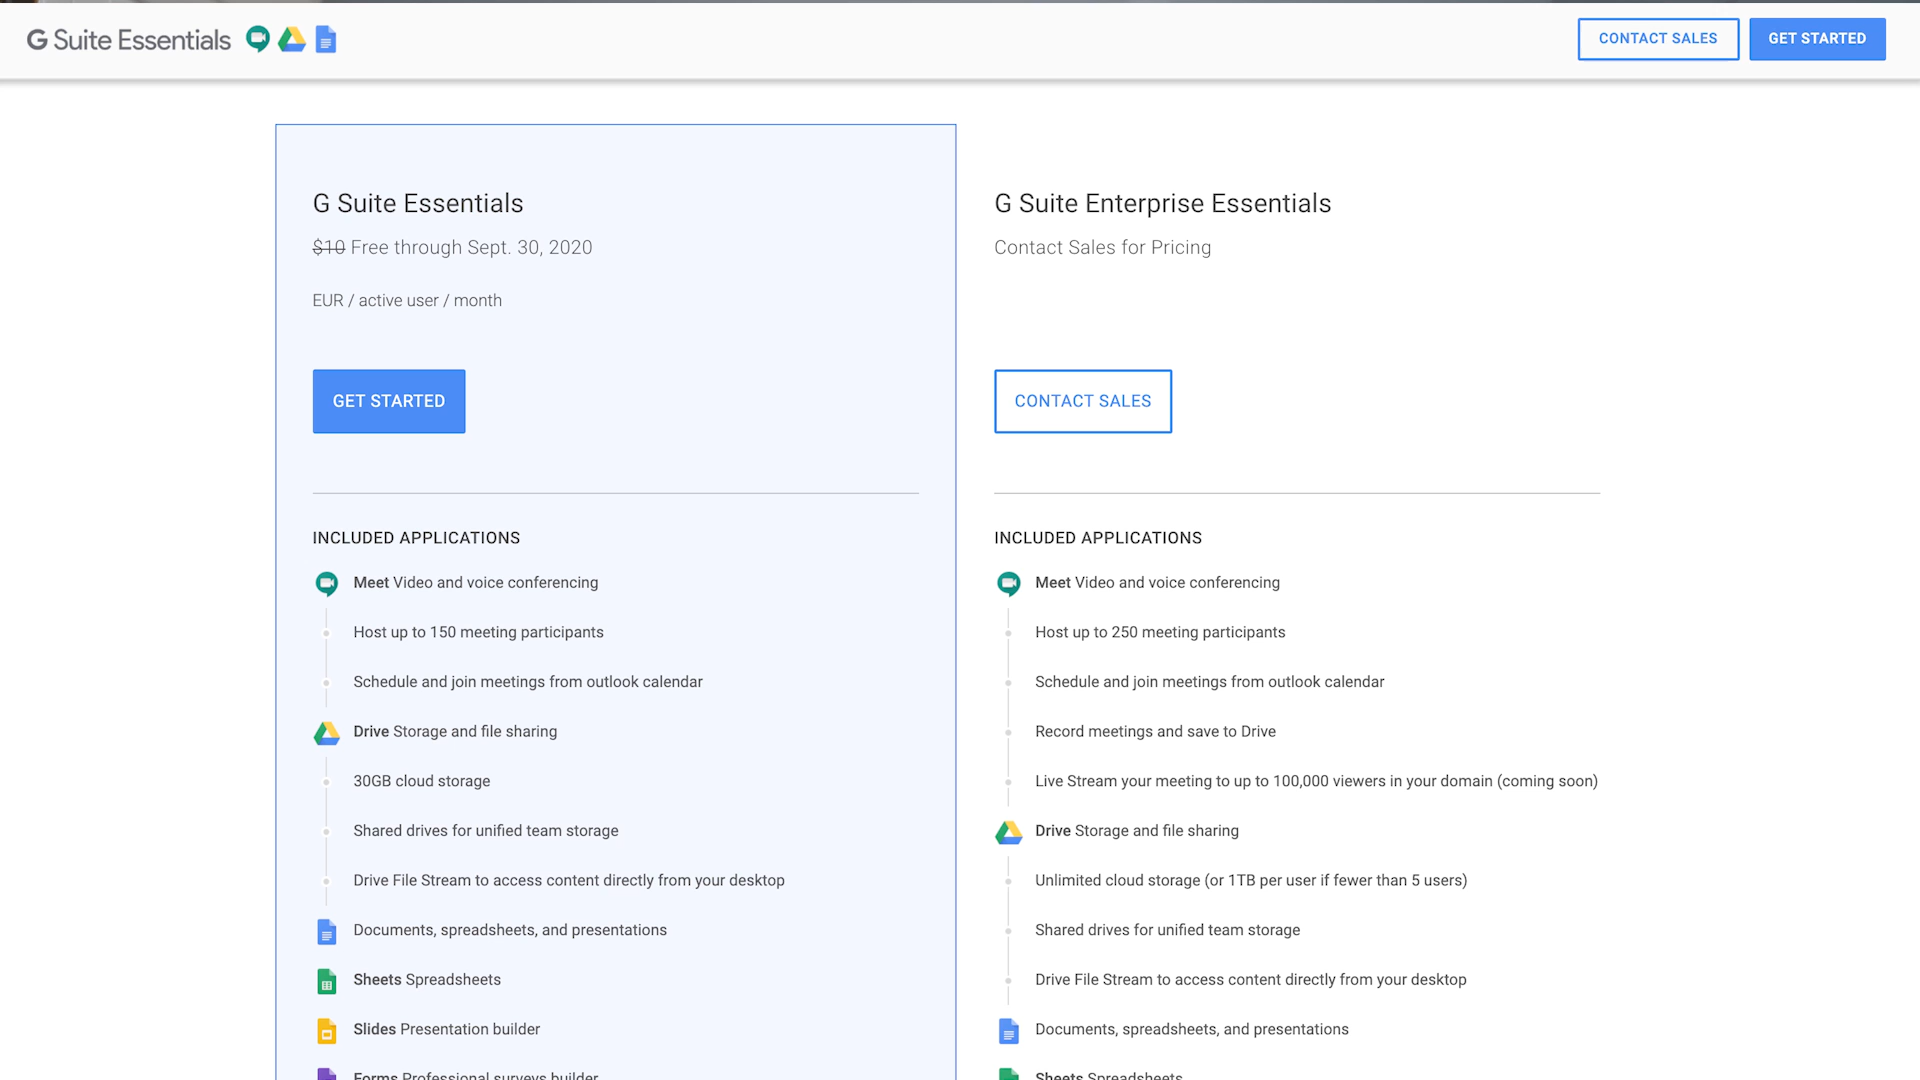 G Suite Essentials
CONTACT SALES
GET STARTED
G Suite Essentials
$10 Free through Sept. 30, 2020
EUR / active user / month
GET STARTED
INCLUDED APPLICATIONS
Meet Video and voice conferencing
Host up to 150 meeting participants
Schedule and join meetings from outlook calendar
Drive Storage and file sharing
30GB cloud storage
Shared drives for unified team storage
Drive File Stream to access content directly from your desktop
Documents, spreadsheets, and presentations
Sheets Spreadsheets
Slides Presentation builder
Forms Professional surveys builder
G Suite Enterprise Essentials
Contact Sales for Pricing
CONTACT SALES
INCLUDED APPLICATIONS
Meet Video and voice conferencing
Host up to 250 meeting participants
Schedule and join meetings from outlook calendar
Record meetings and save to Drive
Live Stream your meeting to up to 100,000 viewers in your domain (coming soon)
Drive Storage and file sharing
Unlimited cloud storage (or 1TB per user if fewer than 5 users)
Shared drives for unified team storage
Drive File Stream to access content directly from your desktop
Documents, spreadsheets, and presentations
Sheets Spreadsheets